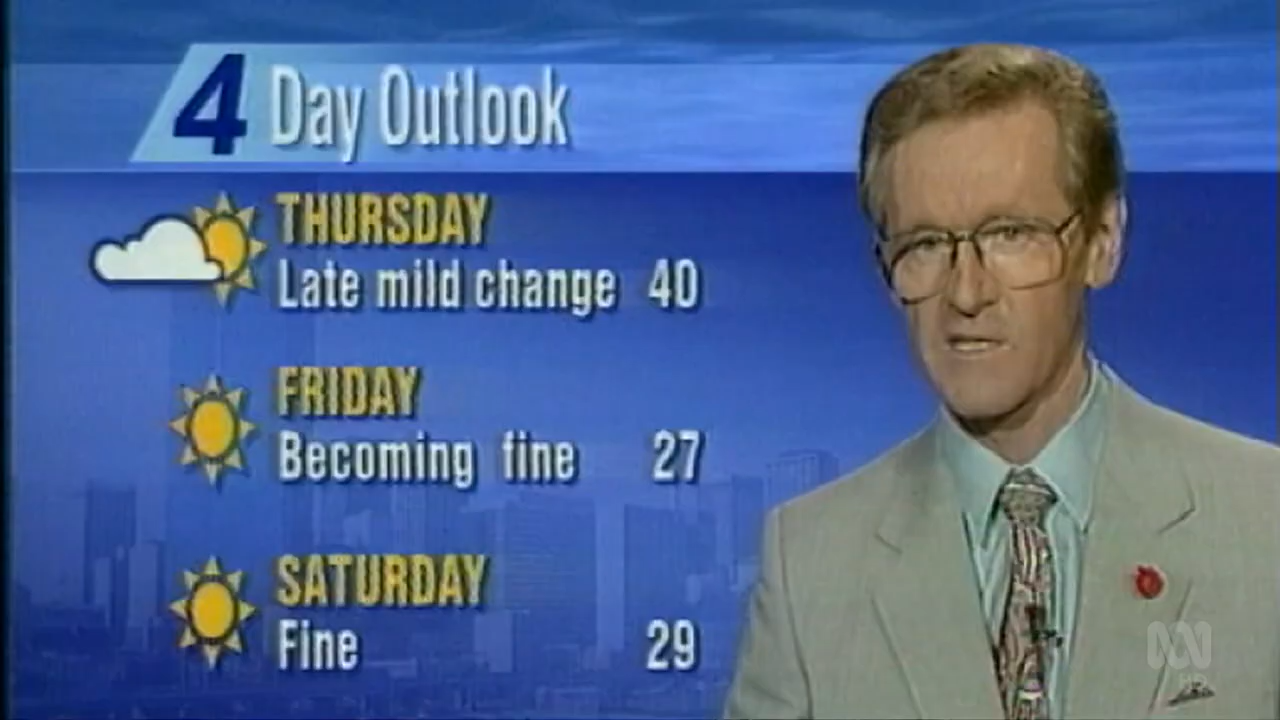 4 Day Outlook
THURSDAY
Late mild change 40
FRIDAY
Becoming fine 27
SATURDAY
Fine 29